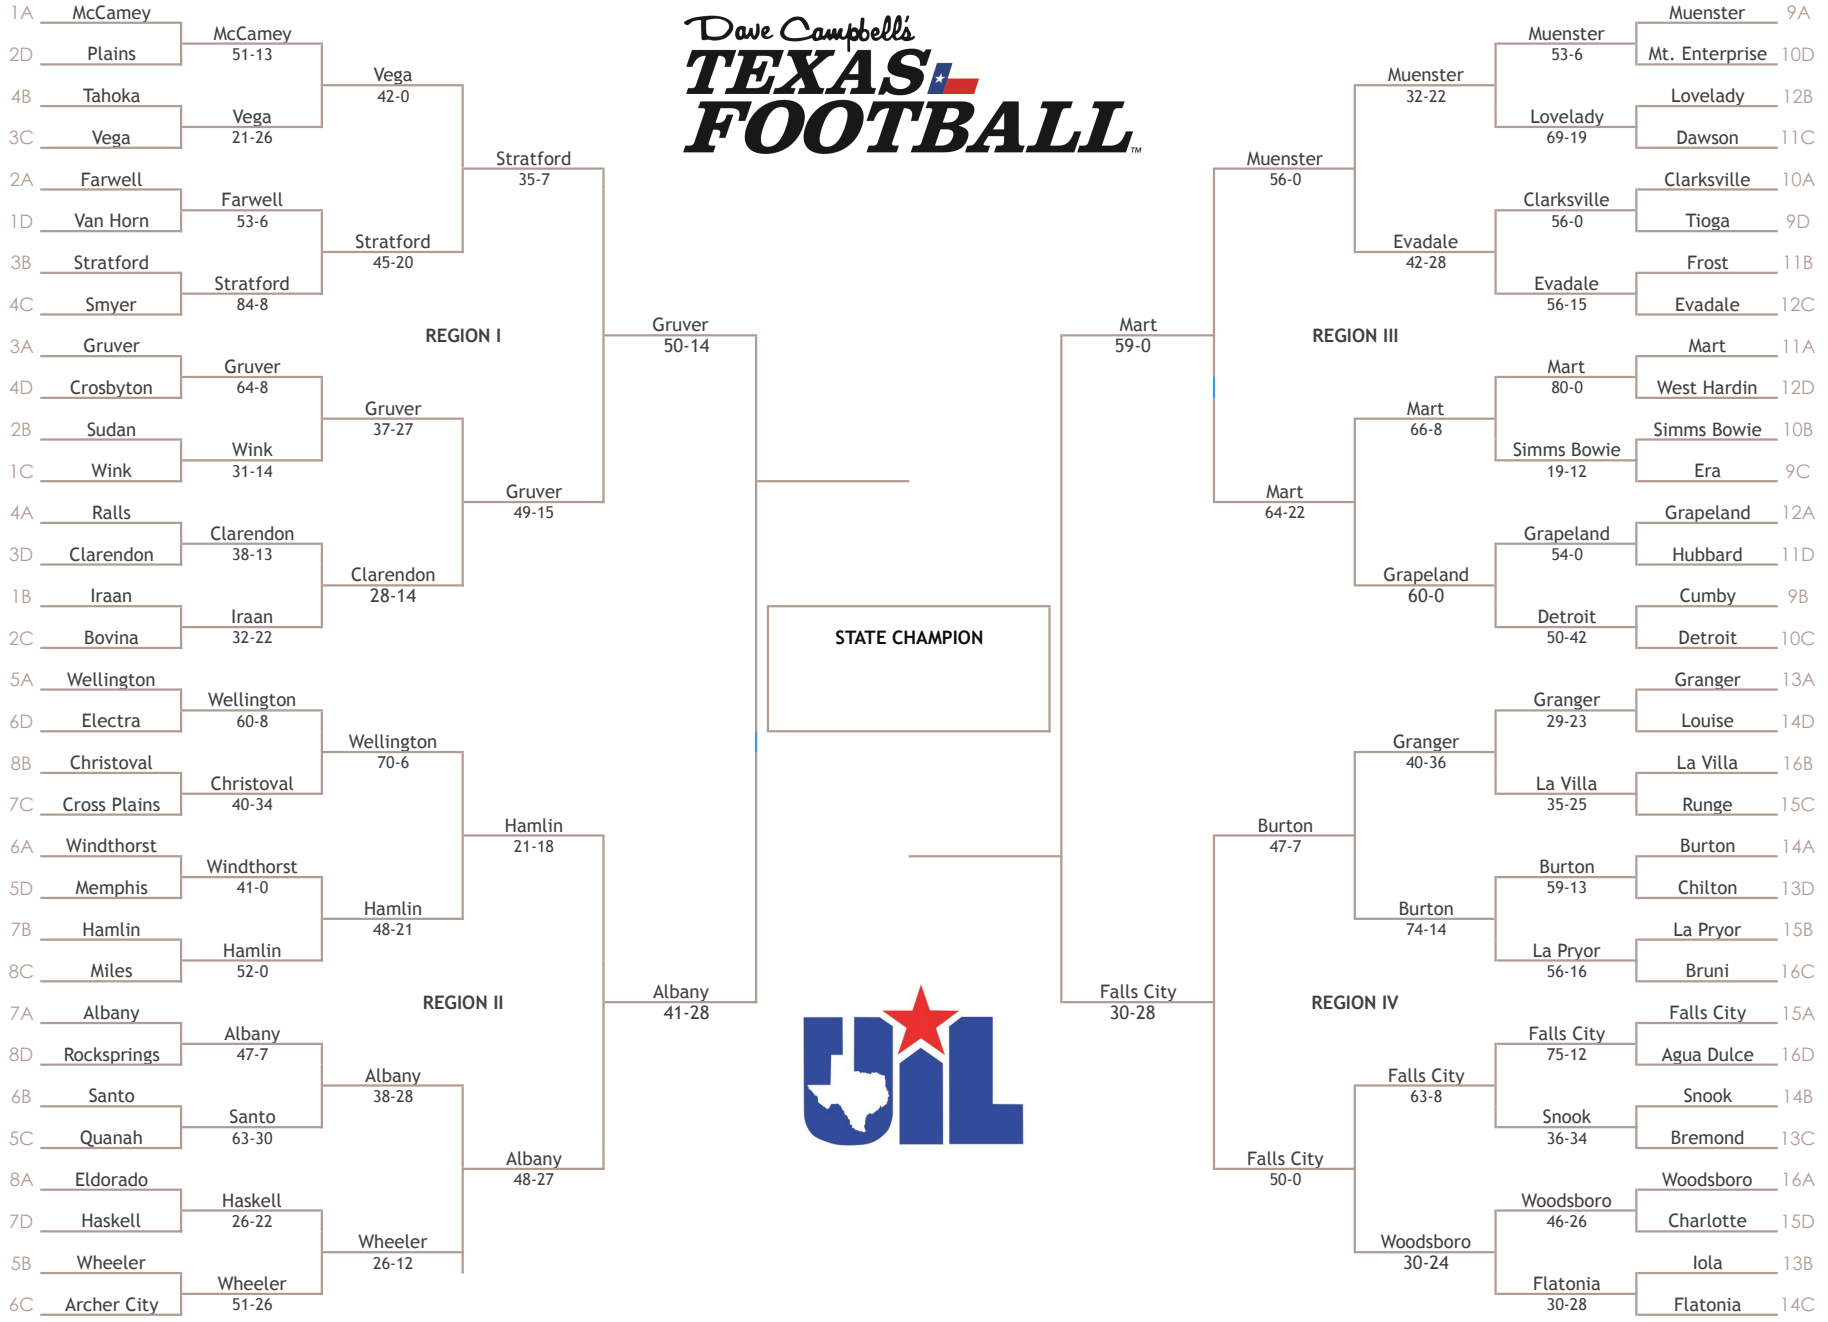 Dave Campbell's
TEXAS
FOOTBALL™
1A McCamey
2D Plains
4B Tahoka
3C Vega
2A Farwell
1D Van Horn
3B Stratford
4C Smyer
3A Gruver
4D Crosbyton
2B Sudan
1C Wink
4A Ralls
3D Clarendon
1B Iraan
2C Bovina
5A Wellington
6D Electra
8B Christoval
7C Cross Plains
6A Windthorst
5D Memphis
7B Hamlin
8C Miles
7A Albany
8D Rocksprings
6B Santo
5C Quanah
8A Eldorado
7D Haskell
5B Wheeler
6C Archer City
McCamey
51-13
Vega
21-26
Farwell
53-6
Stratford
84-8
Gruver
64-8
Wink
31-14
Clarendon
38-13
Iraan
32-22
Wellington
60-8
Christoval
40-34
Windthorst
41-0
Hamlin
52-0
Albany
47-7
Santo
63-30
Haskell
26-22
Wheeler
51-26
Vega
42-0
Stratford
45-20
Gruver
37-27
Clarendon
28-14
Wellington
70-6
Hamlin
48-21
Albany
38-28
Wheeler
26-12
Stratford
35-7
REGION I
Gruver
49-15
Hamlin
21-18
REGION II
Albany
48-27
Gruver
50-14
Albany
41-28
STATE CHAMPION
UIL
Mart
59-0
Falls City
30-28
Muenster
56-0
REGION III
Mart
64-22
Burton
47-7
REGION IV
Falls City
50-0
Muenster
32-22
Evadale
42-28
Mart
66-8
Grapeland
60-0
Granger
40-36
Burton
74-14
Falls City
63-8
Woodsboro
30-24
Muenster
53-6
Lovelady
69-19
Clarksville
56-0
Evadale
56-15
Mart
80-0
Simms Bowie
19-12
Grapeland
54-0
Detroit
50-42
Granger
29-23
La Villa
35-25
Burton
59-13
La Pryor
56-16
Falls City
75-12
Snook
36-34
Woodsboro
46-26
Flatonia
30-28
Muenster 9A
Mt. Enterprise 10D
Lovelady 12B
Dawson 11C
Clarksville 10A
Tioga 9D
Frost 11B
Evadale 12C
Mart 11A
West Hardin 12D
Simms Bowie 10B
Era 9C
Grapeland 12A
Hubbard 11D
Cumby 9B
Detroit 10C
Granger 13A
Louise 14D
La Villa 16B
Runge 15C
Burton 14A
Chilton 13D
La Pryor 15B
Bruni 16C
Falls City 15A
Agua Dulce 16D
Snook 14B
Bremond 13C
Woodsboro 16A
Charlotte 15D
Iola 13B
Flatonia 14C